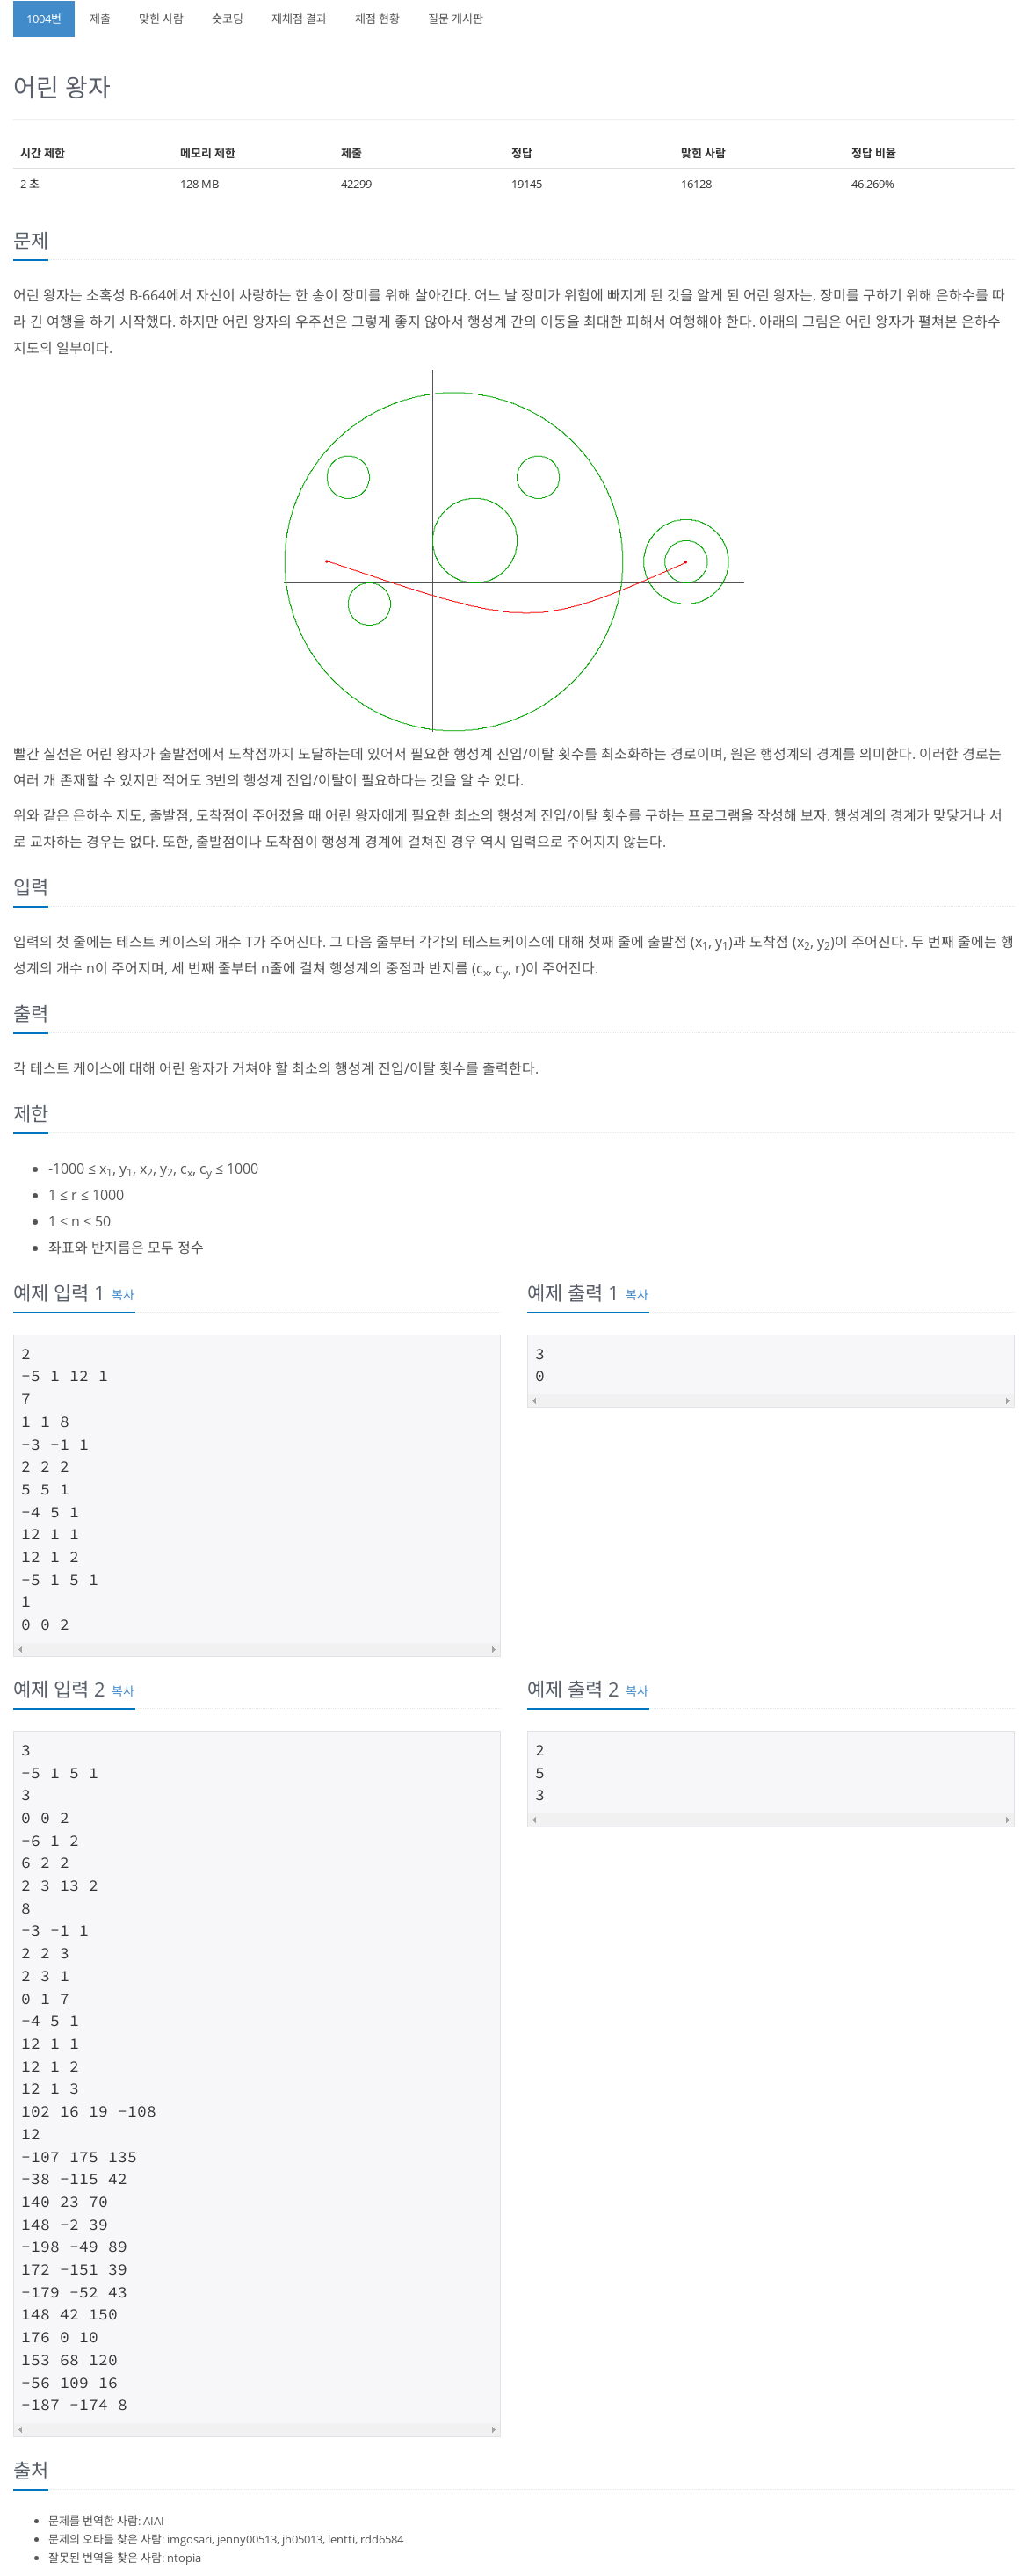 1004번 제출 맞힌 사람 숏코딩 재채점 결과 채점 현황 질문 게시판
어린 왕자
시간 제한 메모리 제한 제출 정답 맞힌 사람 정답 비율
2 초 128 MB 42299 19145 16128 46.269%
문제
어린 왕자는 소혹성 B-664에서 자신이 사랑하는 한 송이 장미를 위해 살아간다. 어느 날 장미가 위험에 빠지게 된 것을 알게 된 어린 왕자는, 장미를 구하기 위해 은하수를 따
라 긴 여행을 하기 시작했다. 하지만 어린 왕자의 우주선은 그렇게 좋지 않아서 행성계 간의 이동을 최대한 피해서 여행해야 한다. 아래의 그림은 어린 왕자가 펼쳐본 은하수
지도의 일부이다.
빨간 실선은 어린 왕자가 출발점에서 도착점까지 도달하는데 있어서 필요한 행성계 진입/이탈 횟수를 최소화하는 경로이며, 원은 행성계의 경계를 의미한다. 이러한 경로는
여러 개 존재할 수 있지만 적어도 3번의 행성계 진입/이탈이 필요하다는 것을 알 수 있다.
위와 같은 은하수 지도, 출발점, 도착점이 주어졌을 때 어린 왕자에게 필요한 최소의 행성계 진입/이탈 횟수를 구하는 프로그램을 작성해 보자. 행성계의 경계가 맞닿거나 서
로 교차하는 경우는 없다. 또한, 출발점이나 도착점이 행성계 경계에 걸쳐진 경우 역시 입력으로 주어지지 않는다.
입력
입력의 첫 줄에는 테스트 케이스의 개수 T가 주어진다. 그 다음 줄부터 각각의 테스트케이스에 대해 첫째 줄에 출발점 (x1, y1)과 도착점 (x2, y2)이 주어진다. 두 번째 줄에는 행
성계의 개수 n이 주어지며, 세 번째 줄부터 n줄에 걸쳐 행성계의 중점과 반지름 (cx, cy, r)이 주어진다.
출력
각 테스트 케이스에 대해 어린 왕자가 거쳐야 할 최소의 행성계 진입/이탈 횟수를 출력한다.
제한
• -1000 ≤ x1, y1, x2, y2, cx, cy ≤ 1000
• 1 ≤ r ≤ 1000
• 1 ≤ n ≤ 50
• 좌표와 반지름은 모두 정수
예제 입력 1 복사
2
-5 1 12 1
7
1 1 8
-3 -1 1
2 2 2
5 5 1
-4 5 1
12 1 1
12 1 2
-5 1 5 1
1
0 0 2
예제 출력 1 복사
3
0
예제 입력 2 복사
3
-5 1 5 1
3
0 0 2
-6 1 2
6 2 2
2 3 13 2
8
-3 -1 1
2 2 3
2 3 1
0 1 7
-4 5 1
12 1 1
12 1 2
12 1 3
102 16 19 -108
12
-107 175 135
-38 -115 42
140 23 70
148 -2 39
-198 -49 89
172 -151 39
-179 -52 43
148 42 150
176 0 10
153 68 120
-56 109 16
-187 -174 8
예제 출력 2 복사
2
5
3
출처
• 문제를 번역한 사람: AIAI
• 문제의 오타를 찾은 사람: imgosari, jenny00513, jh05013, lentti, rdd6584
• 잘못된 번역을 찾은 사람: ntopia